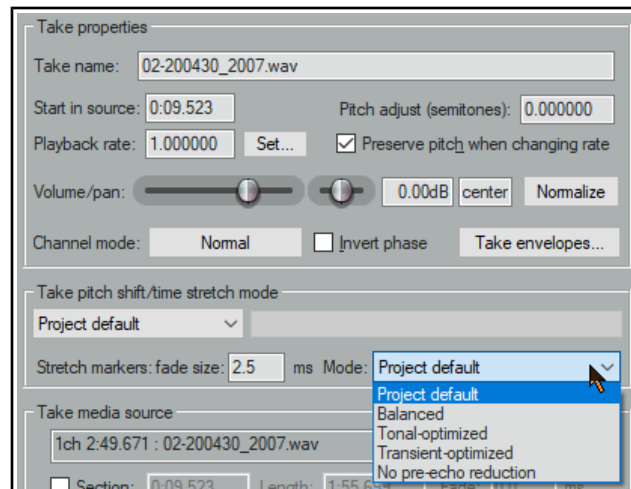 Take properties
Take name: 02-200430_2007.wav
Start in source: 0:09.523 Pitch adjust (semitones): 0.000000
Playback rate: 1.000000 Set... Preserve pitch when changing rate
Volume/pan: 0.00dB center Normalize
Channel mode: Normal Invert phase Take envelopes...
Take pitch shift/time stretch mode
Project default
Stretch markers: fade size: 2.5 ms Mode: Project default
Project default
Balanced
Tonal-optimized
Transient-optimized
No pre-echo reduction
Take media source
1ch 2:49.671 : 02-200430_2007.wav
Section: 0:09.523 Length: Fade: ms